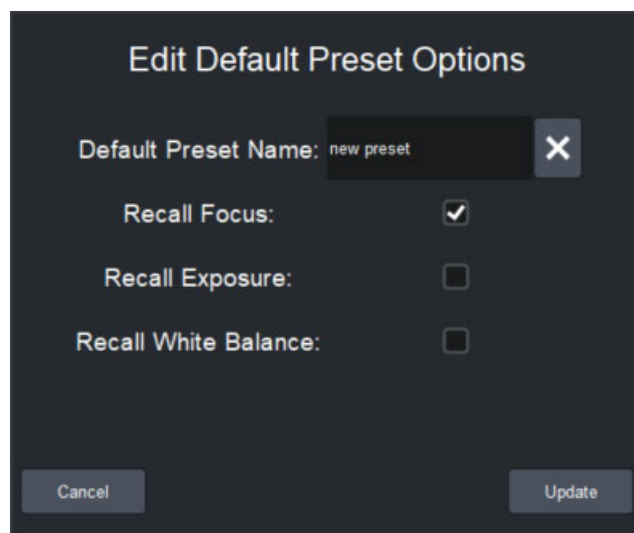 Edit Default Preset Options
Default Preset Name: new preset
Recall Focus:
Recall Exposure:
Recall White Balance:
Cancel Update